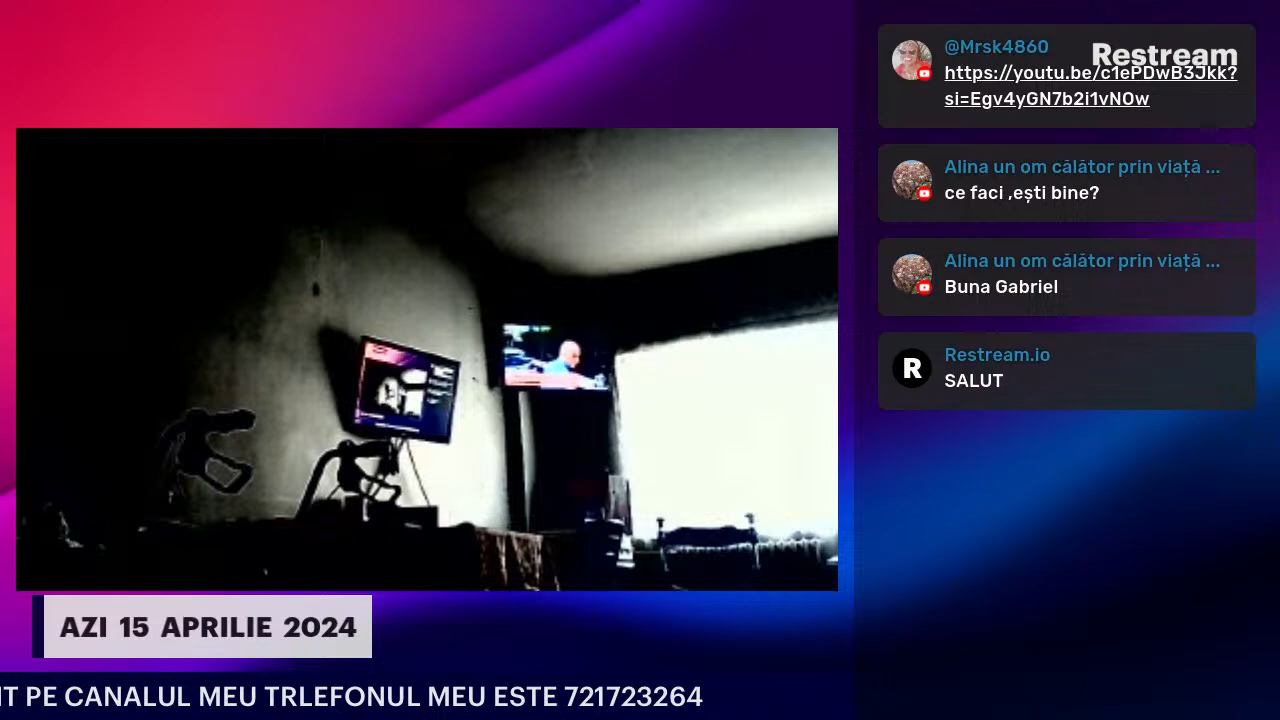 @Mrsk4860
Restream
https://youtu.be/c1ePDwB3Jkk?
si=Egv4yGN7b2i1vNOw
Alina un om călător prin viață ...
ce faci ,ești bine?
Alina un om călător prin viață ...
Buna Gabriel
R
Restream.io
SALUT
AZI 15 APRILIE 2024
PE CANALUL MEU TRLEFONUL MEU ESTE 721723264